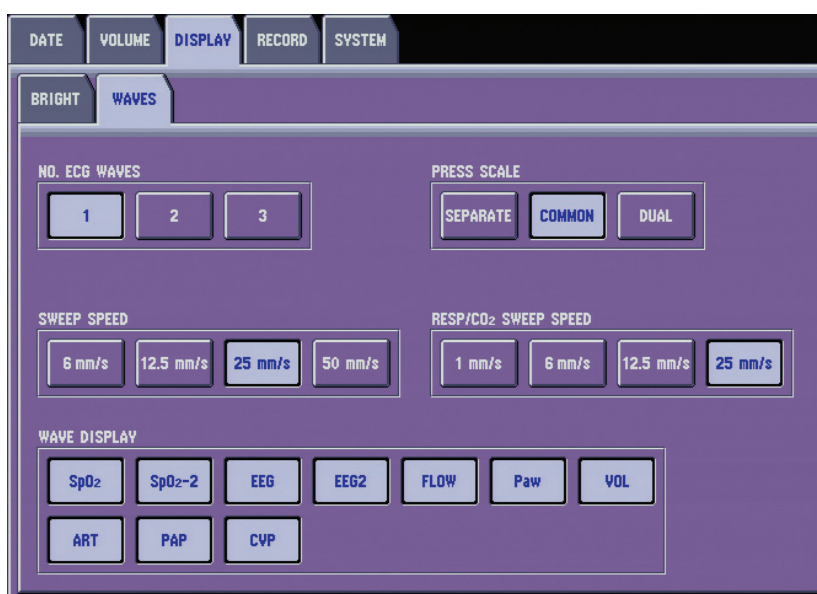 DATE VOLUME DISPLAY RECORD SYSTEM
BRIGHT WAVES
NO. ECG WAVES
1 2 3
PRESS SCALE
SEPARATE COMMON DUAL
SWEEP SPEED
6 mm/s 12.5 mm/s 25 mm/s 50 mm/s
RESP/CO₂ SWEEP SPEED
1 mm/s 6 mm/s 12.5 mm/s 25 mm/s
WAVE DISPLAY
SpO₂ SpO₂-2 EEG EEG2 FLOW Paw VOL
ART PAP CVP